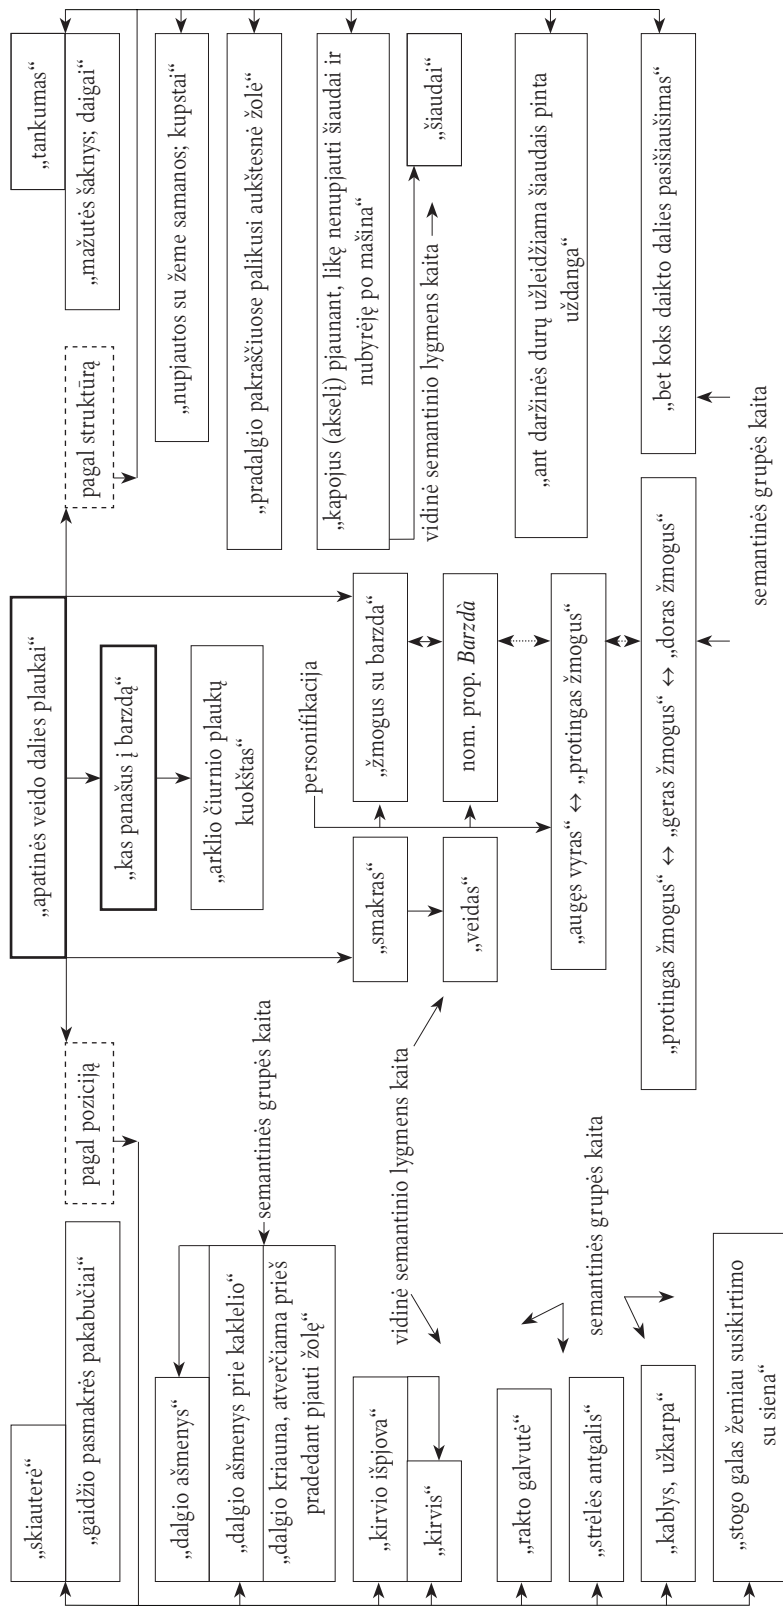 „apatinės veido dalies plaukai“
pagal poziciją
pagal struktūrą
„kas panašus į barzdą“
„arklio čiurnio plaukų
kuokštas“
„skiauterė“
„gaidžio pasmakrės pakabučiai“
„dalgio ašmenys“
„dalgio ašmenys prie kaklelio“
„dalgio kriauna, atverčiama prieš
pradedant pjauti žolę“
semantinės grupės kaita
„kirvio išpjova“
„kirvis“
vidinė semantinio lygmens kaita
„rakto galvutė“
„strėlės antgalis“
semantinės grupės kaita
„kablys, užkarpa“
„stogo galas žemiau susikirtimo
su siena“
personifikacija
„smakras“
„veidas“
„žmogus su barzda“
nom. prop. Barzdà
„augęs vyras“ ↔ „protingas žmogus“
„protingas žmogus“ ↔ „geras žmogus“ ↔ „doras žmogus“
„tankumas“
„mažutės šaknys; daigai“
„nupjautos su žeme samanos; kupstai“
„pradalgio pakraščiuose palikusi aukštesnė žolė“
„kapojus (akselį) pjaunant, likę nenupjauti šiaudai ir
nubyrėję po mašina“
„šiaudai“
vidinė semantinio lygmens kaita
„ant daržinės durų užleidžiama šiaudais pinta
uždanga“
„bet koks daikto dalies pasišiaušimas“
semantinės grupės kaita